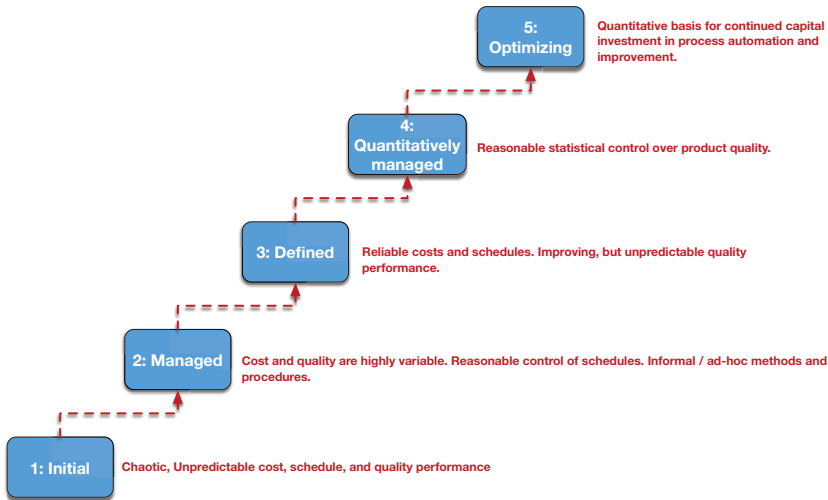 5:
Optimizing
Quantitative basis for continued capital
investment in process automation and
improvement.
4:
Quantitatively
managed
Reasonable statistical control over product quality.
3: Defined
Reliable costs and schedules. Improving, but unpredictable quality
performance.
2: Managed
Cost and quality are highly variable. Reasonable control of schedules. Informal / ad-hoc methods and
procedures.
1: Initial
Chaotic, Unpredictable cost, schedule, and quality performance